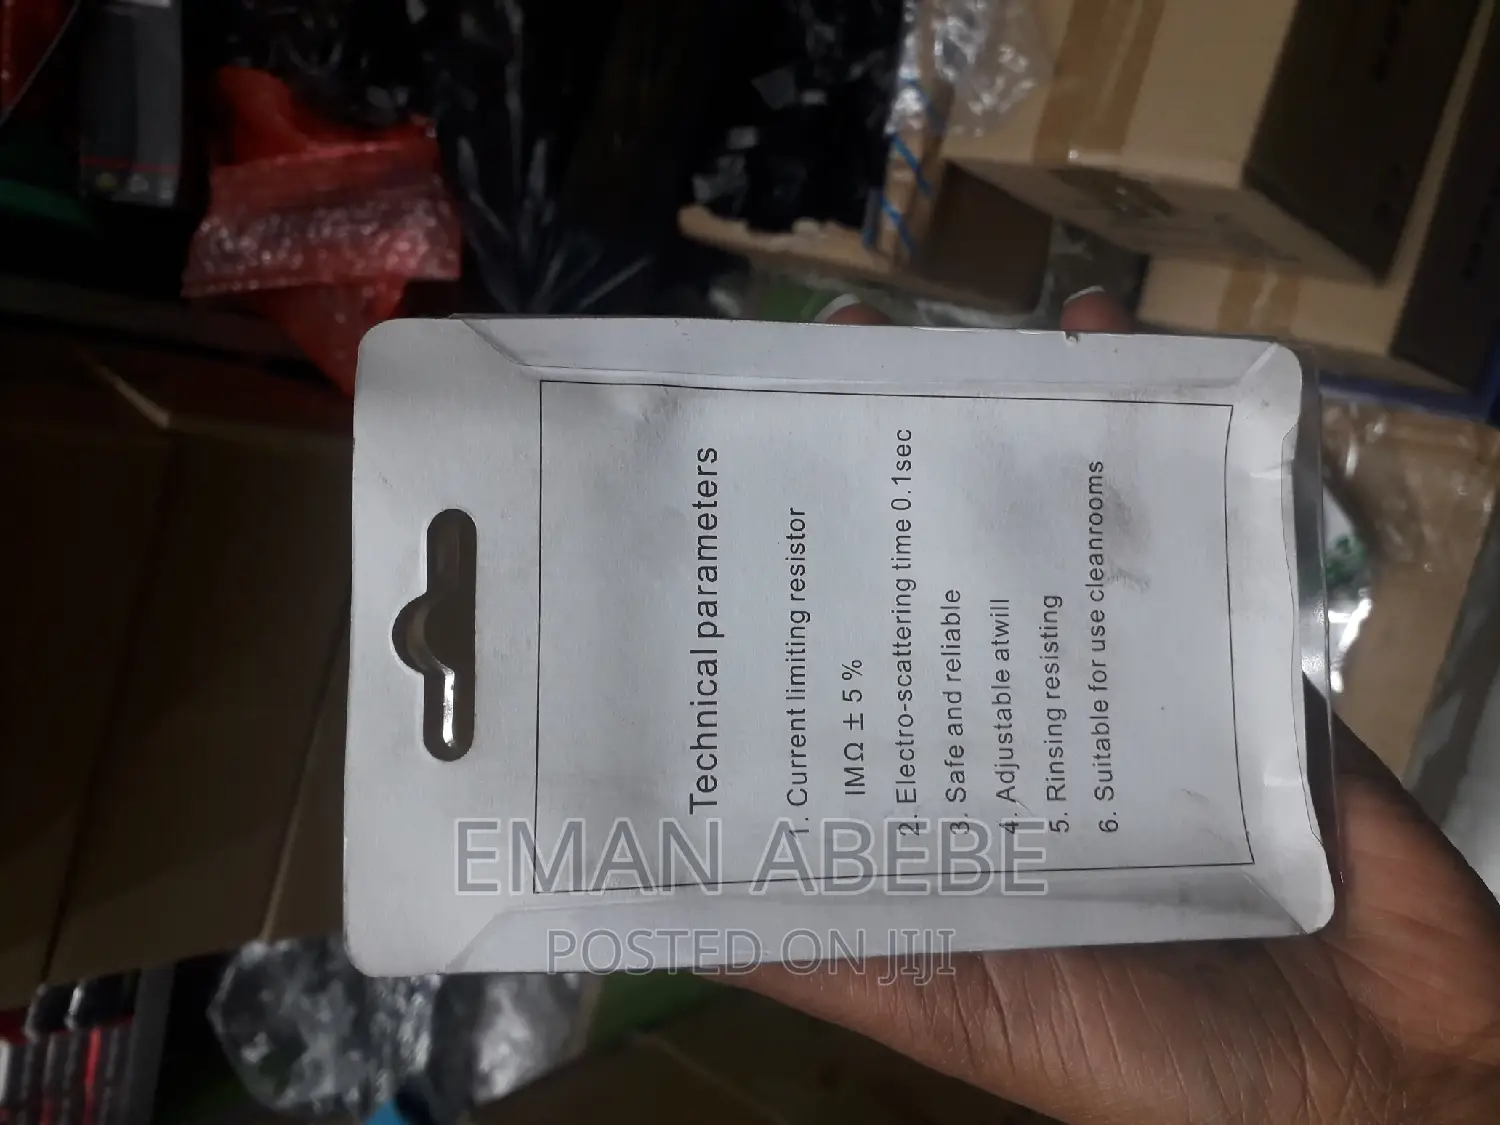 Technical parameters
1. Current limiting resistor
IMΩ ± 5 %
2. Electro-scattering time 0.1sec
3. Safe and reliable
4. Adjustable atwill
5. Rinsing resisting
6. Suitable for use cleanrooms
EMAN ABEBE
POSTED ON JIJI